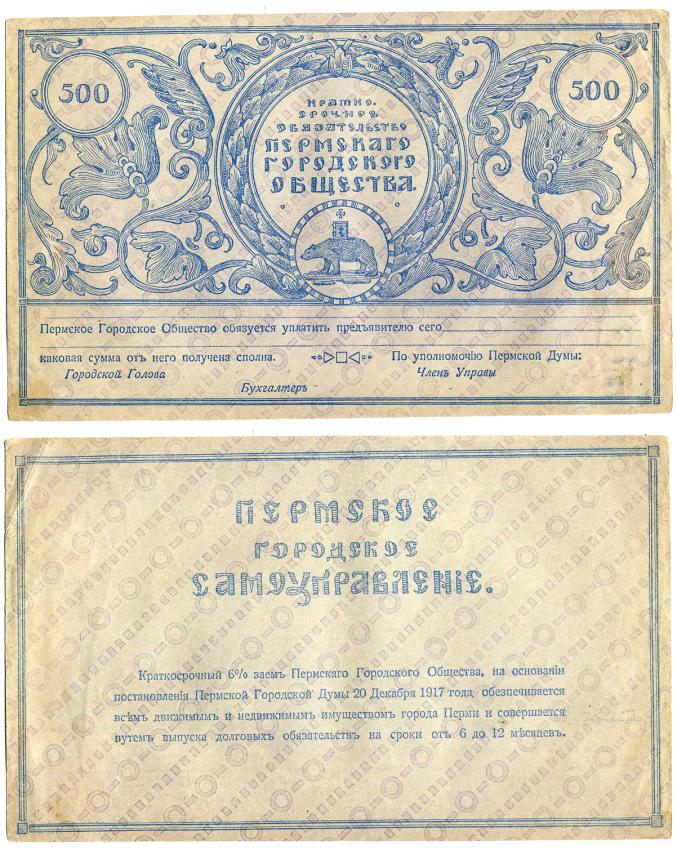 500
500
КРАТКО-
СРОЧНОЕ
ОБЯЗАТЕЛЬСТВО
ПЕРМСКАГО
ГОРОДСКОГО
ОБЩЕСТВА.
Пермское Городское Общество обязуется уплатить предъявителю сего
каковая сумма отъ него получена сполна.
По уполномочію Пермской Думы:
Городской Голова
Членъ Управы
Бухгалтеръ
ПЕРМСКОЕ
ГОРОДСКОЕ
САМОУПРАВЛЕНІЕ.
Краткосрочный 6% заемъ Пермскаго Городского Общества, на основаніи
постановленія Пермской Городской Думы 20 Декабря 1917 года, обезпечивается
всѣмъ движимымъ и недвижимымъ имуществомъ города Перми и совершается
путемъ выпуска долговыхъ обязательствъ на сроки отъ 6 до 12 мѣсяцевъ.